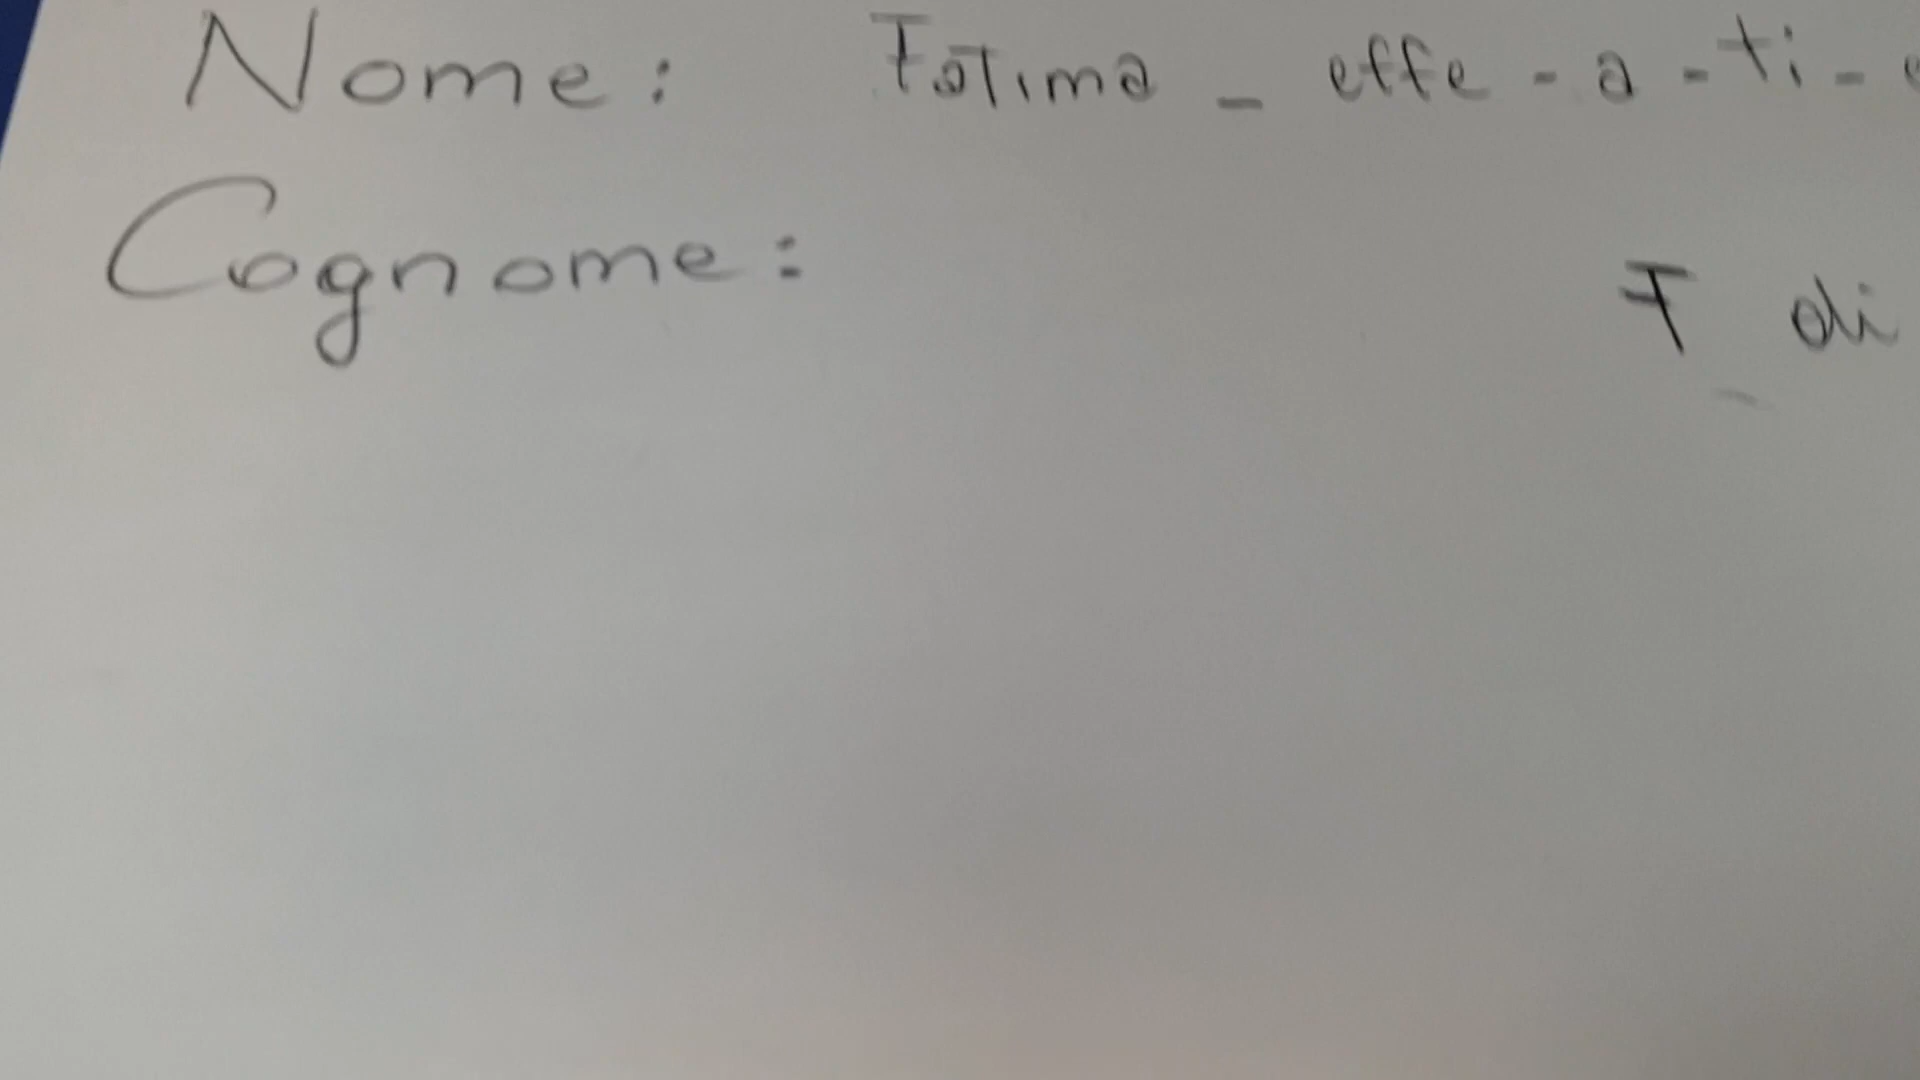 Nome: Fatima - effe - a - ti -
Cognome:
F di